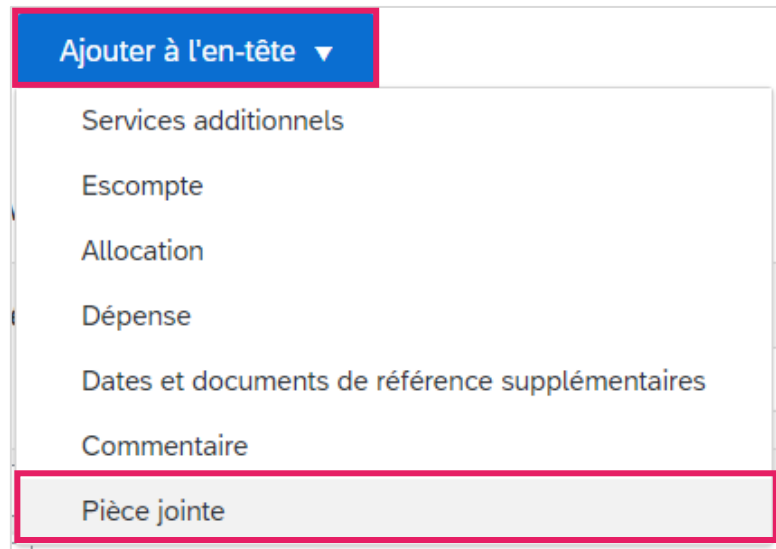 Ajouter à l'en-tête ▼
Services additionnels
Escompte
Allocation
Dépense
Dates et documents de référence supplémentaires
Commentaire
Pièce jointe